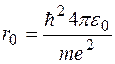 r₀ = ħ²4πε₀ / me²